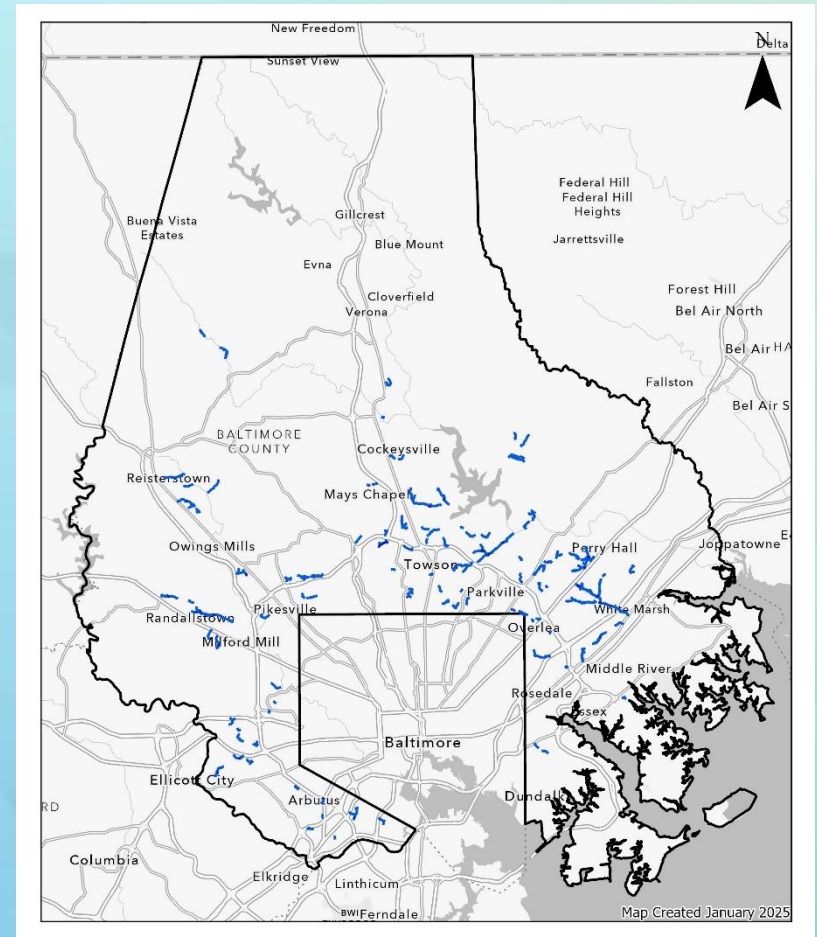 New Freedom
N
Delta
Sunset View
Federal Hill
Federal Hill
Heights
Gillcrest
Buena Vista
Estates
Blue Mount
Jarrettsville
Evna
Cloverfield
Verona
Forest Hill
Bel Air North
Bel Air
HA
Fallston
Bel Air S
BALTIMORE
COUNTY
Cockeysville
Reisterstown
Mays Chapel
Owings Mills
Perry Hall
Joppatowne
E
Towson
Parkville
Pikesville
White Marsh
Randallstown
Overlea
Milford Mill
Middle River
Rosedale
Essex
Baltimore
Ellicott City
Arbutus
Dundalk
RD
Columbia
Elkridge
Linthicum
BWI
Ferndale
Map Created January 2025